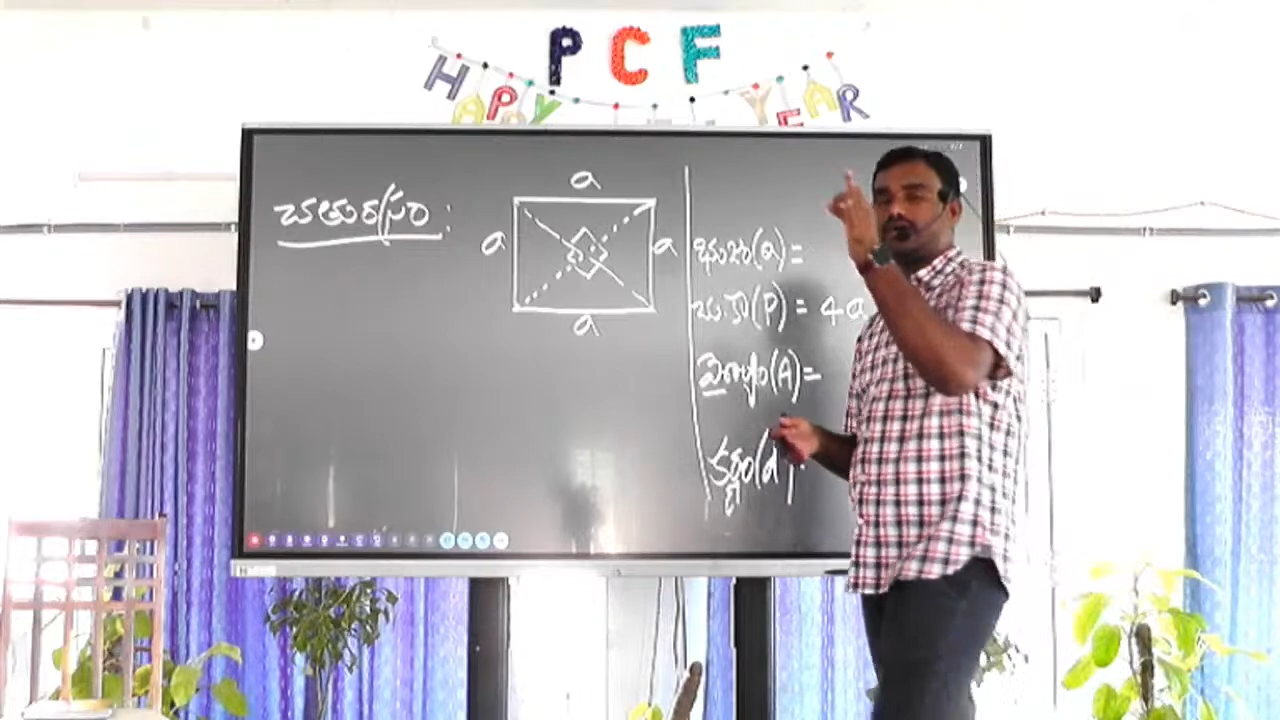 PCF
HAPPY YEAR
చతురస్రం :
a
a
a
a
భుజం(a) =
చు.కొ(P) = 4a
వైశాల్యం(A) =
కర్ణం(d) :